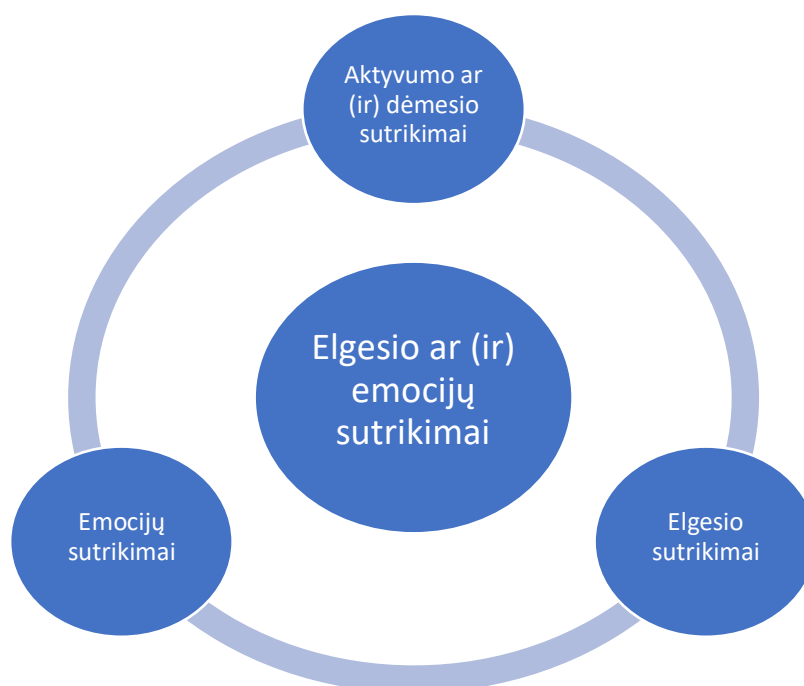 Aktyvumo ar
(ir) dėmesio
sutrikimai
Elgesio ar (ir)
emocijų
sutrikimai
Emocijų
sutrikimai
Elgesio
sutrikimai